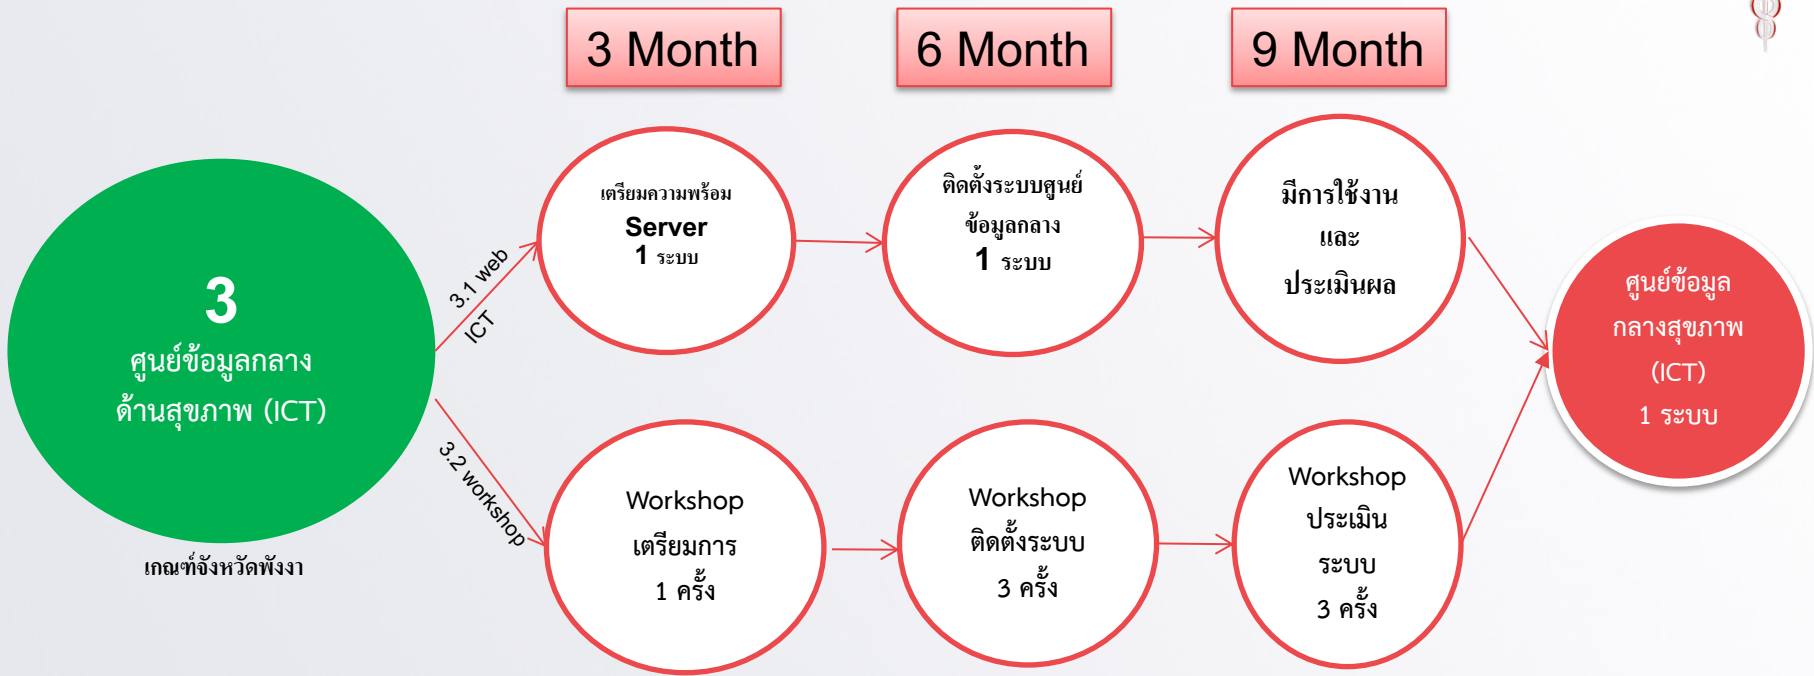 3 Month
6 Month
9 Month
3
ศูนย์ข้อมูลกลาง
ด้านสุขภาพ (ICT)
เกณฑ์จังหวัดพังงา
3.1 web
ICT
เตรียมความพร้อม
Server
1 ระบบ
ติดตั้งระบบศูนย์
ข้อมูลกลาง
1 ระบบ
มีการใช้งาน
และ
ประเมินผล
3.2 workshop
Workshop
เตรียมการ
1 ครั้ง
Workshop
ติดตั้งระบบ
3 ครั้ง
Workshop
ประเมิน
ระบบ
3 ครั้ง
ศูนย์ข้อมูล
กลางสุขภาพ
(ICT)
1 ระบบ